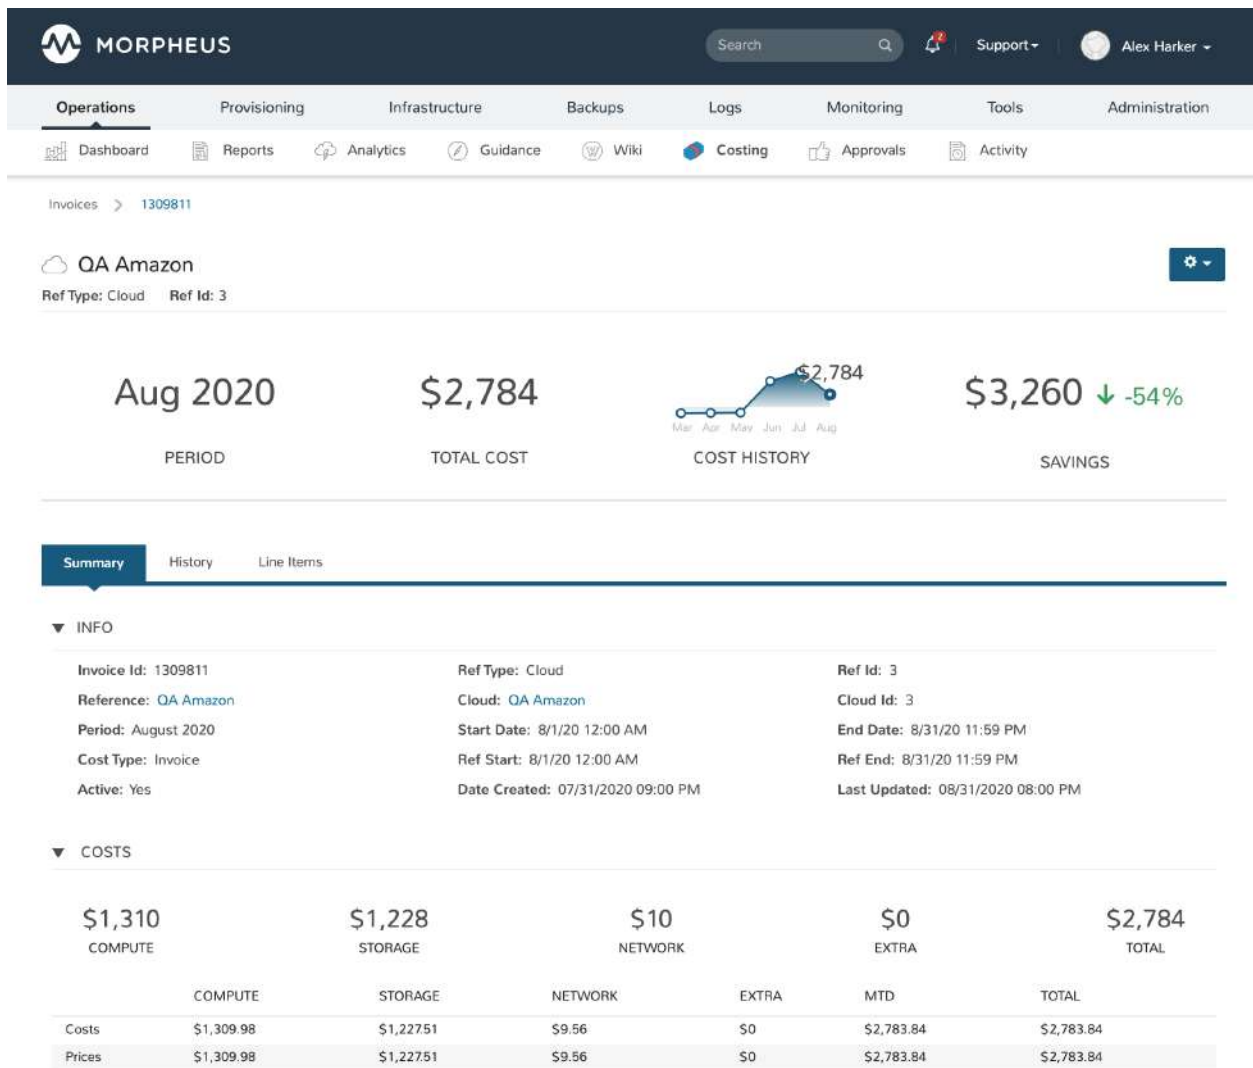 MORPHEUS
Search
2
Support
Alex Harker
Operations Provisioning Infrastructure Backups Logs Monitoring Tools Administration
Dashboard Reports Analytics Guidance Wiki Costing Approvals Activity
Invoices > 1309811
QA Amazon
Ref Type: Cloud Ref Id: 3
Aug 2020 $2,784 $2,784 $3,260 -54%
Mar Apr May Jun Jul Aug
PERIOD TOTAL COST COST HISTORY SAVINGS
Summary History Line Items
INFO
Invoice Id: 1309811 Ref Type: Cloud Ref Id: 3
Reference: QA Amazon Cloud: QA Amazon Cloud Id: 3
Period: August 2020 Start Date: 8/1/20 12:00 AM End Date: 8/31/20 11:59 PM
Cost Type: Invoice Ref Start: 8/1/20 12:00 AM Ref End: 8/31/20 11:59 PM
Active: Yes Date Created: 07/31/2020 09:00 PM Last Updated: 08/31/2020 08:00 PM
COSTS
$1,310 $1,228 $10 $0 $2,784
COMPUTE STORAGE NETWORK EXTRA TOTAL
COMPUTE STORAGE NETWORK EXTRA MTD TOTAL
Costs $1,309.98 $1,227.51 $9.56 $0 $2,783.84 $2,783.84
Prices $1,309.98 $1,227.51 $9.56 $0 $2,783.84 $2,783.84